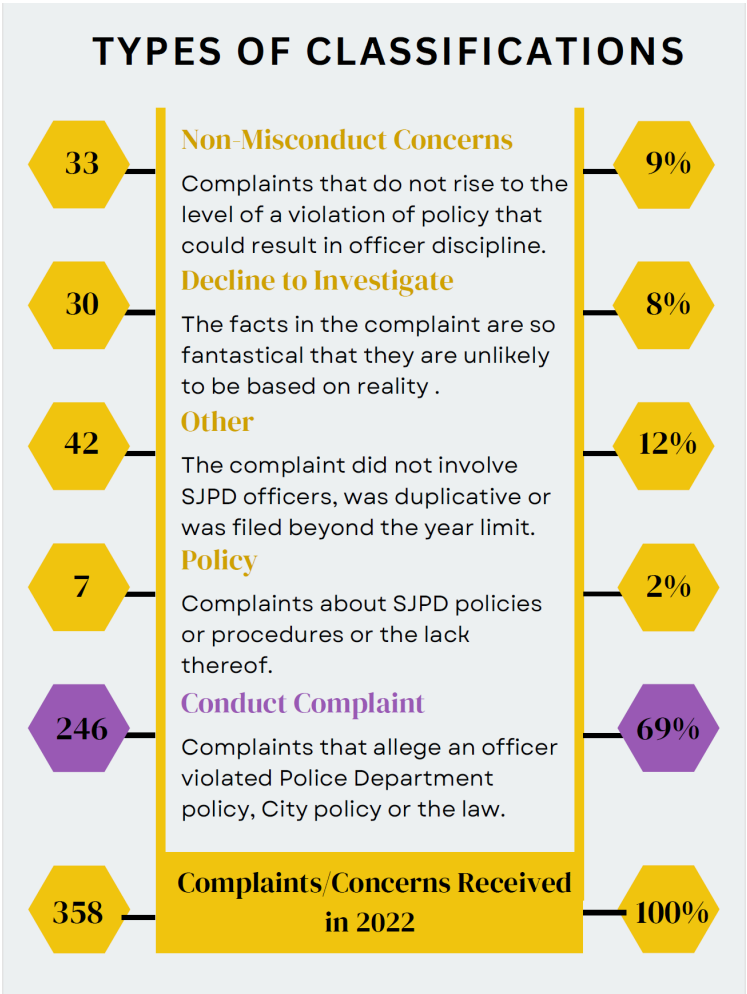 TYPES OF CLASSIFICATIONS
33
Non-Misconduct Concerns
9%
Complaints that do not rise to the
level of a violation of policy that
could result in officer discipline.
30
Decline to Investigate
8%
The facts in the complaint are so
fantastical that they are unlikely
to be based on reality .
42
Other
12%
The complaint did not involve
SJPD officers, was duplicative or
was filed beyond the year limit.
7
Policy
2%
Complaints about SJPD policies
or procedures or the lack
thereof.
246
Conduct Complaint
69%
Complaints that allege an officer
violated Police Department
policy, City policy or the law.
358
Complaints/Concerns Received
in 2022
100%